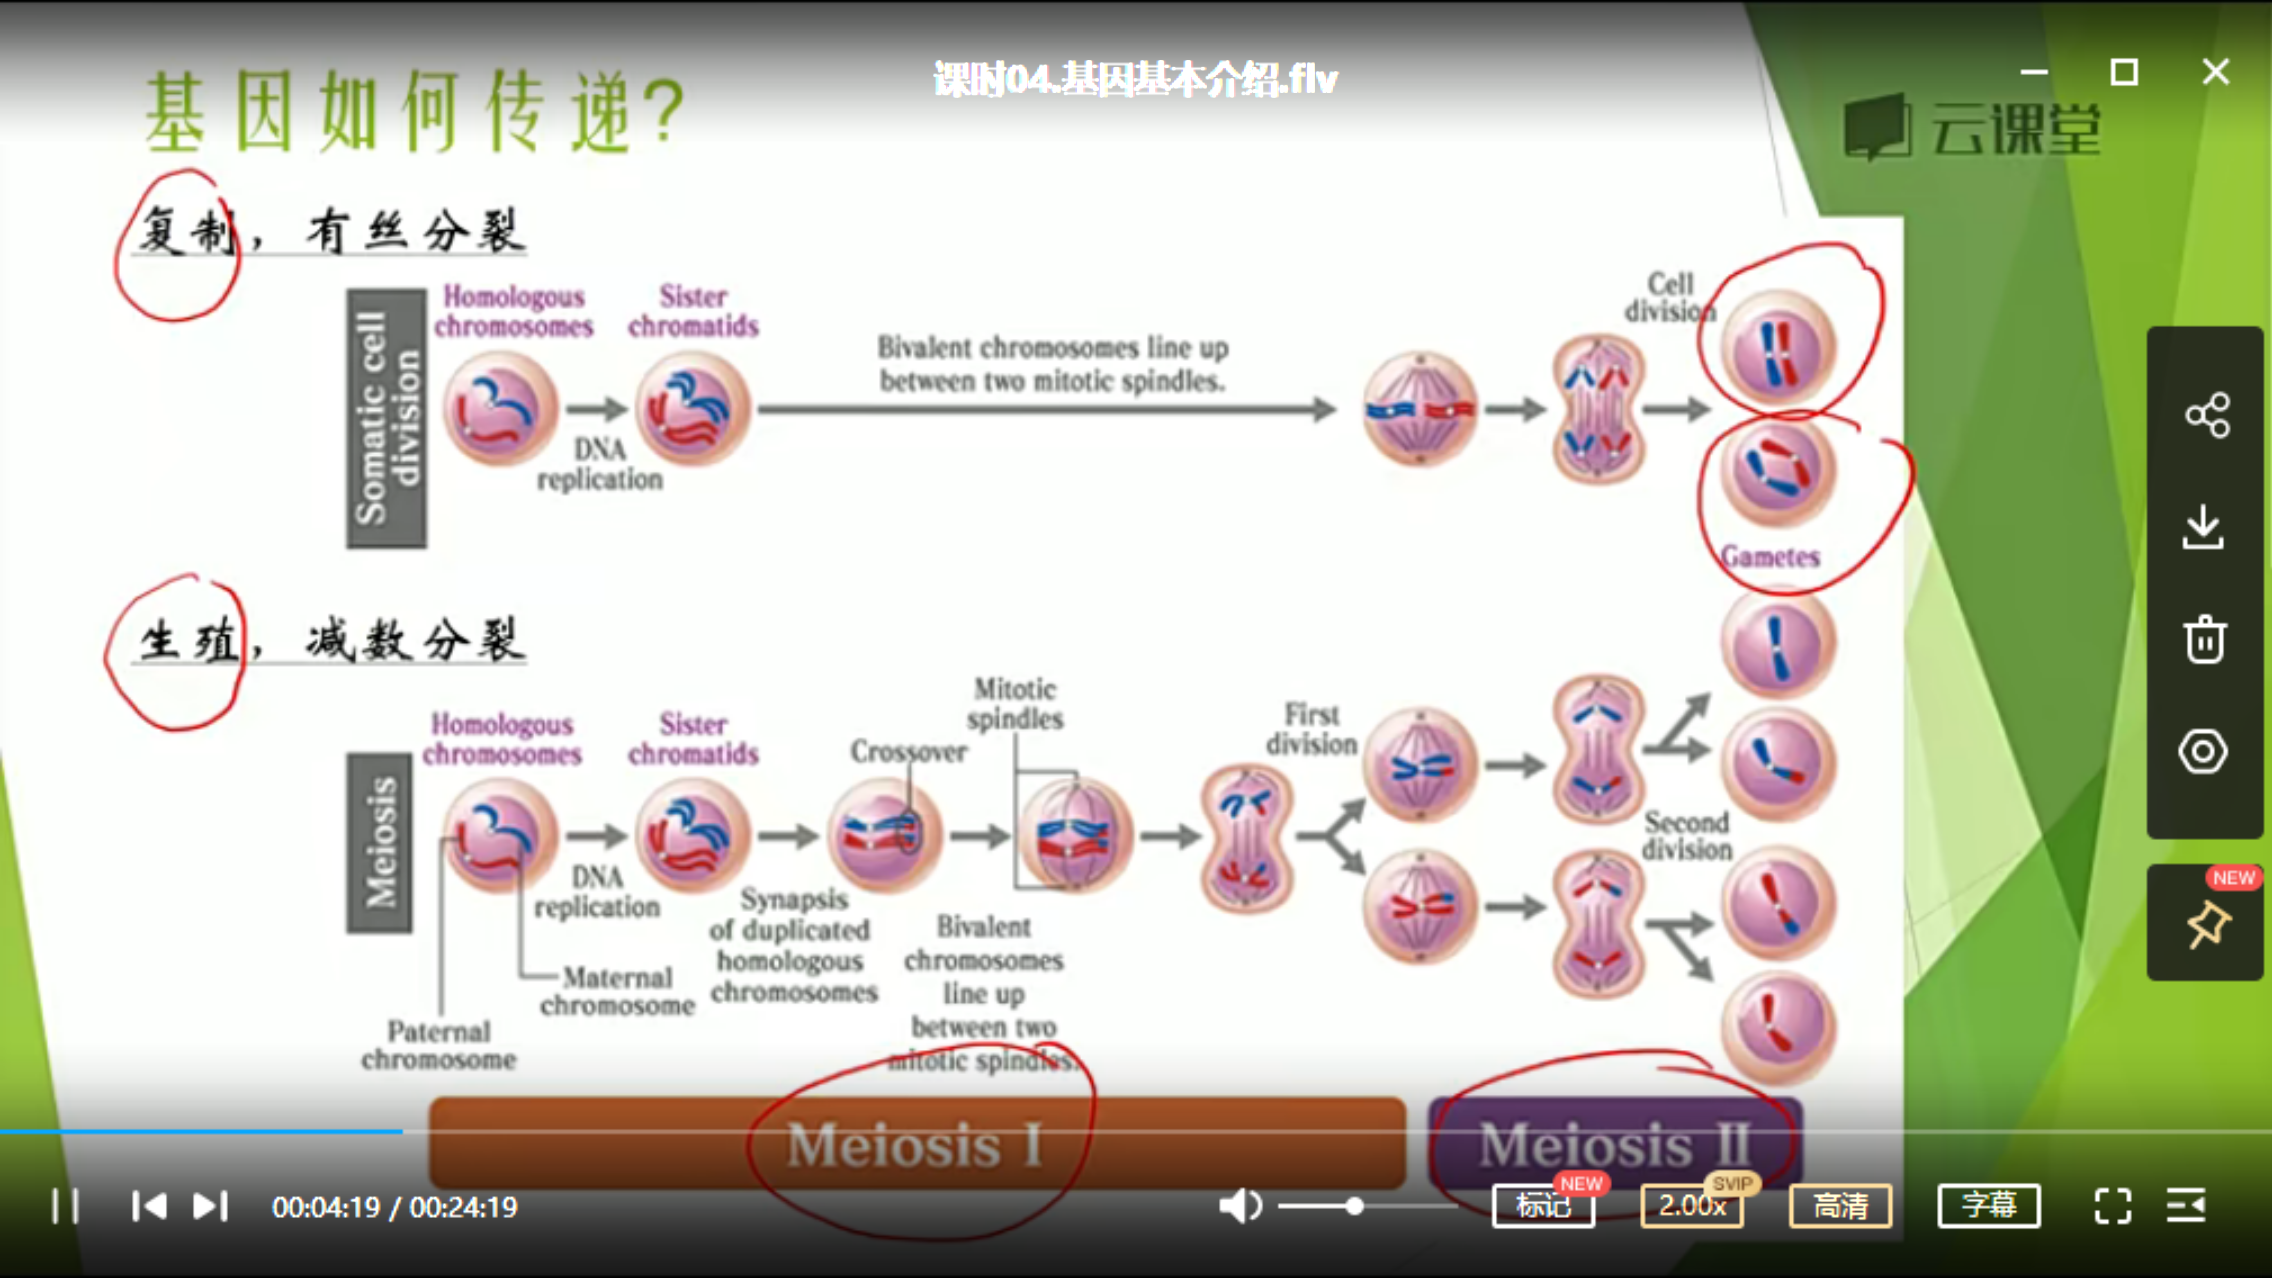 课时04.基因基本介绍.flv
基因如何传递?
云课堂
复制，有丝分裂
Somatic cell
division
Homologous
chromosomes
Sister
chromatids
DNA
replication
Bivalent chromosomes line up
between two mitotic spindles.
Cell
division
Gametes
生殖，减数分裂
Meiosis
Homologous
chromosomes
Sister
chromatids
DNA
replication
Paternal
chromosome
Maternal
chromosome
Crossover
Synapsis
of duplicated
homologous
chromosomes
Mitotic
spindles
Bivalent
chromosomes
line up
between two
mitotic spindles.
First
division
Second
division
Meiosis I
Meiosis II
NEW
00:04:19 / 00:24:19
标记
NEW
2.00x
SVIP
高清
字幕